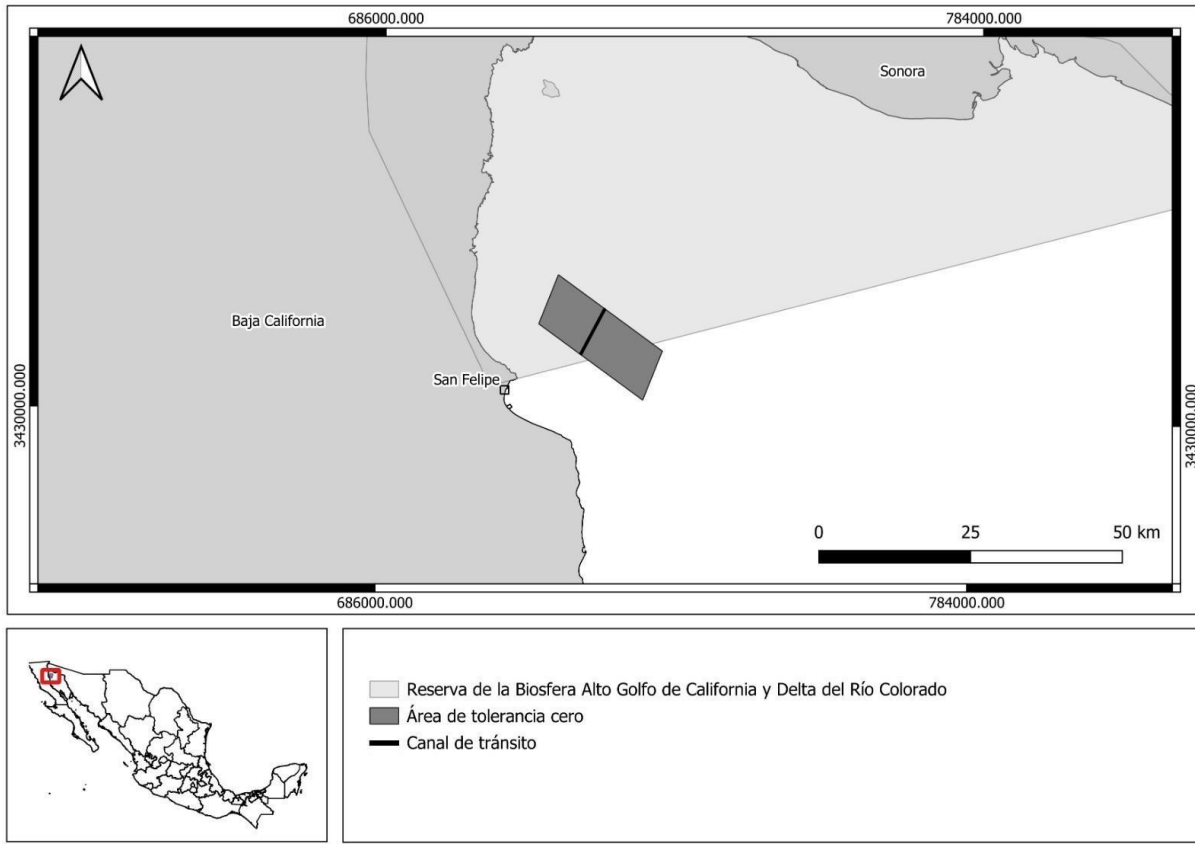 686000.000
784000.000
Sonora
Baja California
San Felipe
3430000.000
3430000.000
0
25
50 km
686000.000
784000.000
Reserva de la Biosfera Alto Golfo de California y Delta del Río Colorado
Área de tolerancia cero
Canal de tránsito